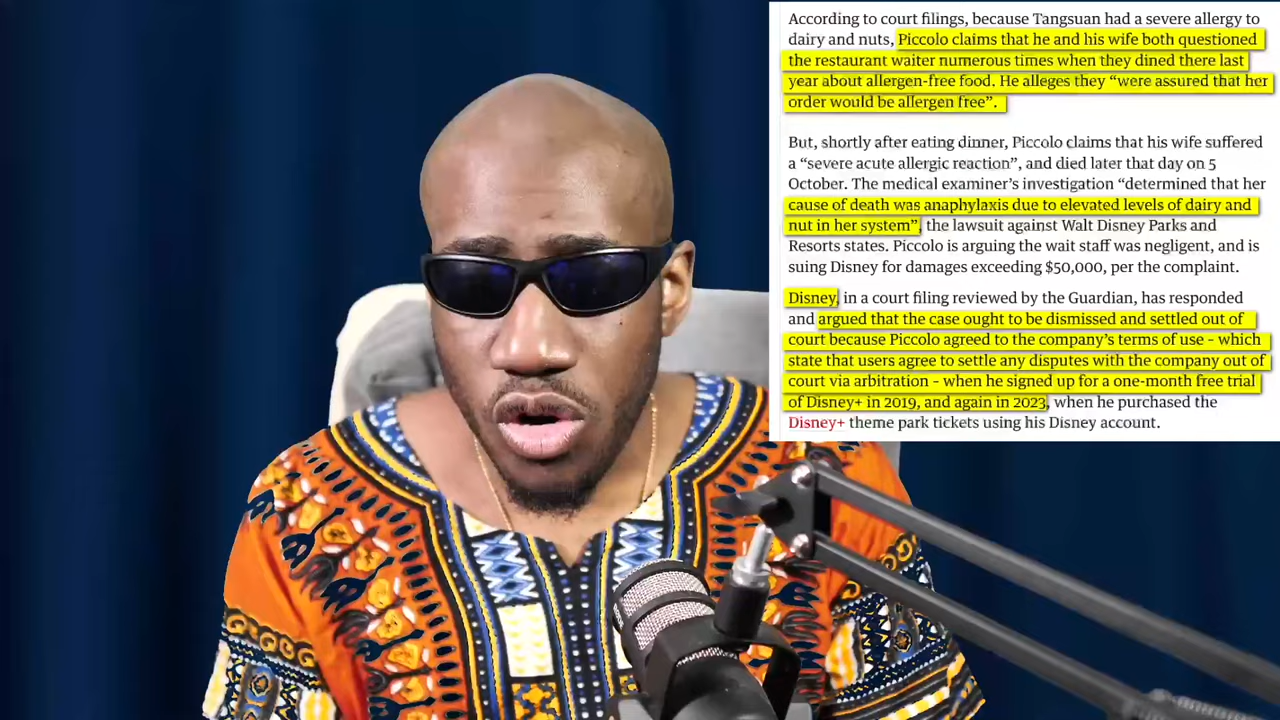 According to court filings, because Tangsuan had a severe allergy to
dairy and nuts, Piccolo claims that he and his wife both questioned
the restaurant waiter numerous times when they dined there last
year about allergen-free food. He alleges they “were assured that her
order would be allergen free”.
But, shortly after eating dinner, Piccolo claims that his wife suffered
a “severe acute allergic reaction”, and died later that day on 5
October. The medical examiner’s investigation “determined that her
cause of death was anaphylaxis due to elevated levels of dairy and
nut in her system”, the lawsuit against Walt Disney Parks and
Resorts states. Piccolo is arguing the wait staff was negligent, and is
suing Disney for damages exceeding $50,000, per the complaint.
Disney, in a court filing reviewed by the Guardian, has responded
and argued that the case ought to be dismissed and settled out of
court because Piccolo agreed to the company’s terms of use – which
state that users agree to settle any disputes with the company out of
court via arbitration – when he signed up for a one-month free trial
of Disney+ in 2019, and again in 2023, when he purchased the
Disney+ theme park tickets using his Disney account.